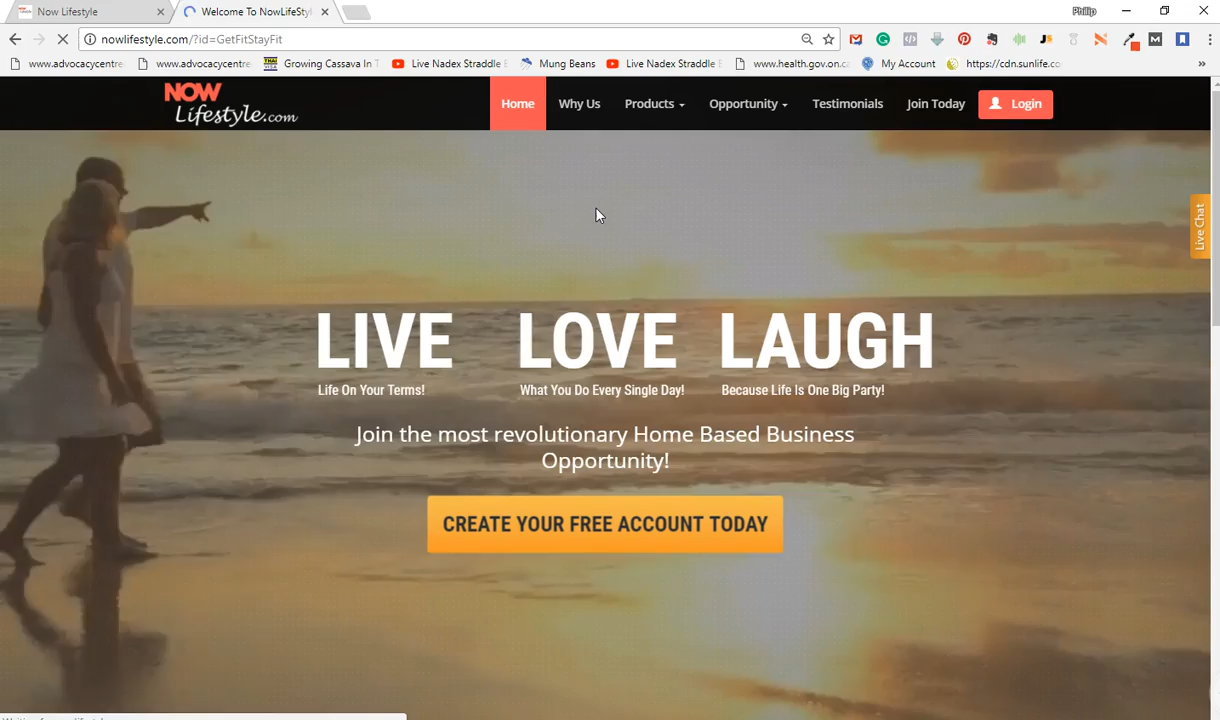 Now Lifestyle
Welcome To NowLifeStyl
Philip
nowlifestyle.com/?id=GetFitStayFit
www.advocacycentre
www.advocacycentre
THAI VISA
Growing Cassava In T
Live Nadex Straddle E
Mung Beans
Live Nadex Straddle E
www.health.gov.on.c
My Account
https://cdn.sunlife.co
»
NOW
Lifestyle.com
Home
Why Us
Products
Opportunity
Testimonials
Join Today
Login
Live Chat
LIVE LOVE LAUGH
Life On Your Terms! What You Do Every Single Day! Because Life Is One Big Party!
Join the most revolutionary Home Based Business
Opportunity!
CREATE YOUR FREE ACCOUNT TODAY